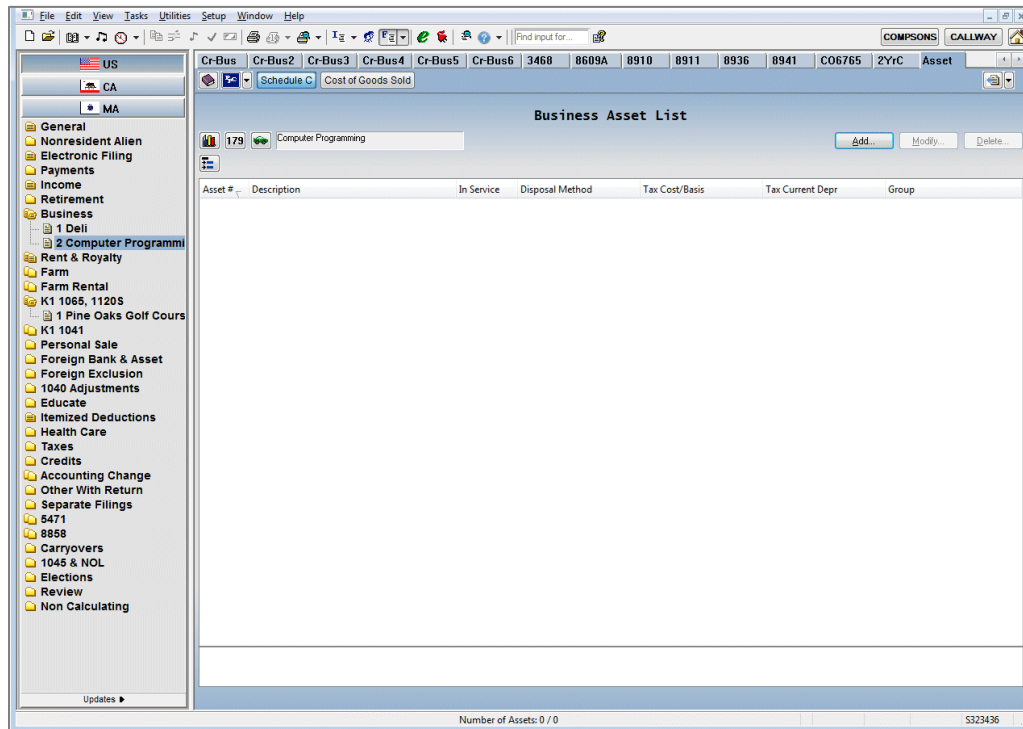 File Edit View Tasks Utilities Setup Window Help
Find input for...
COMPSONS CALLWAY
US
CA
MA
General
Nonresident Alien
Electronic Filing
Payments
Income
Retirement
Business
1 Deli
2 Computer Programmi
Rent & Royalty
Farm
Farm Rental
K1 1065, 1120S
1 Pine Oaks Golf Cours
K1 1041
Personal Sale
Foreign Bank & Asset
Foreign Exclusion
1040 Adjustments
Educate
Itemized Deductions
Health Care
Taxes
Credits
Accounting Change
Other With Return
Separate Filings
5471
8858
Carryovers
1045 & NOL
Elections
Review
Non Calculating
Updates
Cr-Bus Cr-Bus2 Cr-Bus3 Cr-Bus4 Cr-Bus5 Cr-Bus6 3468 8609A 8910 8911 8936 8941 CO6765 2YrC Asset
Schedule C Cost of Goods Sold
Business Asset List
179 Computer Programming Add... Modify... Delete...
Asset # Description In Service Disposal Method Tax Cost/Basis Tax Current Depr Group
Number of Assets: 0 / 0 S323436